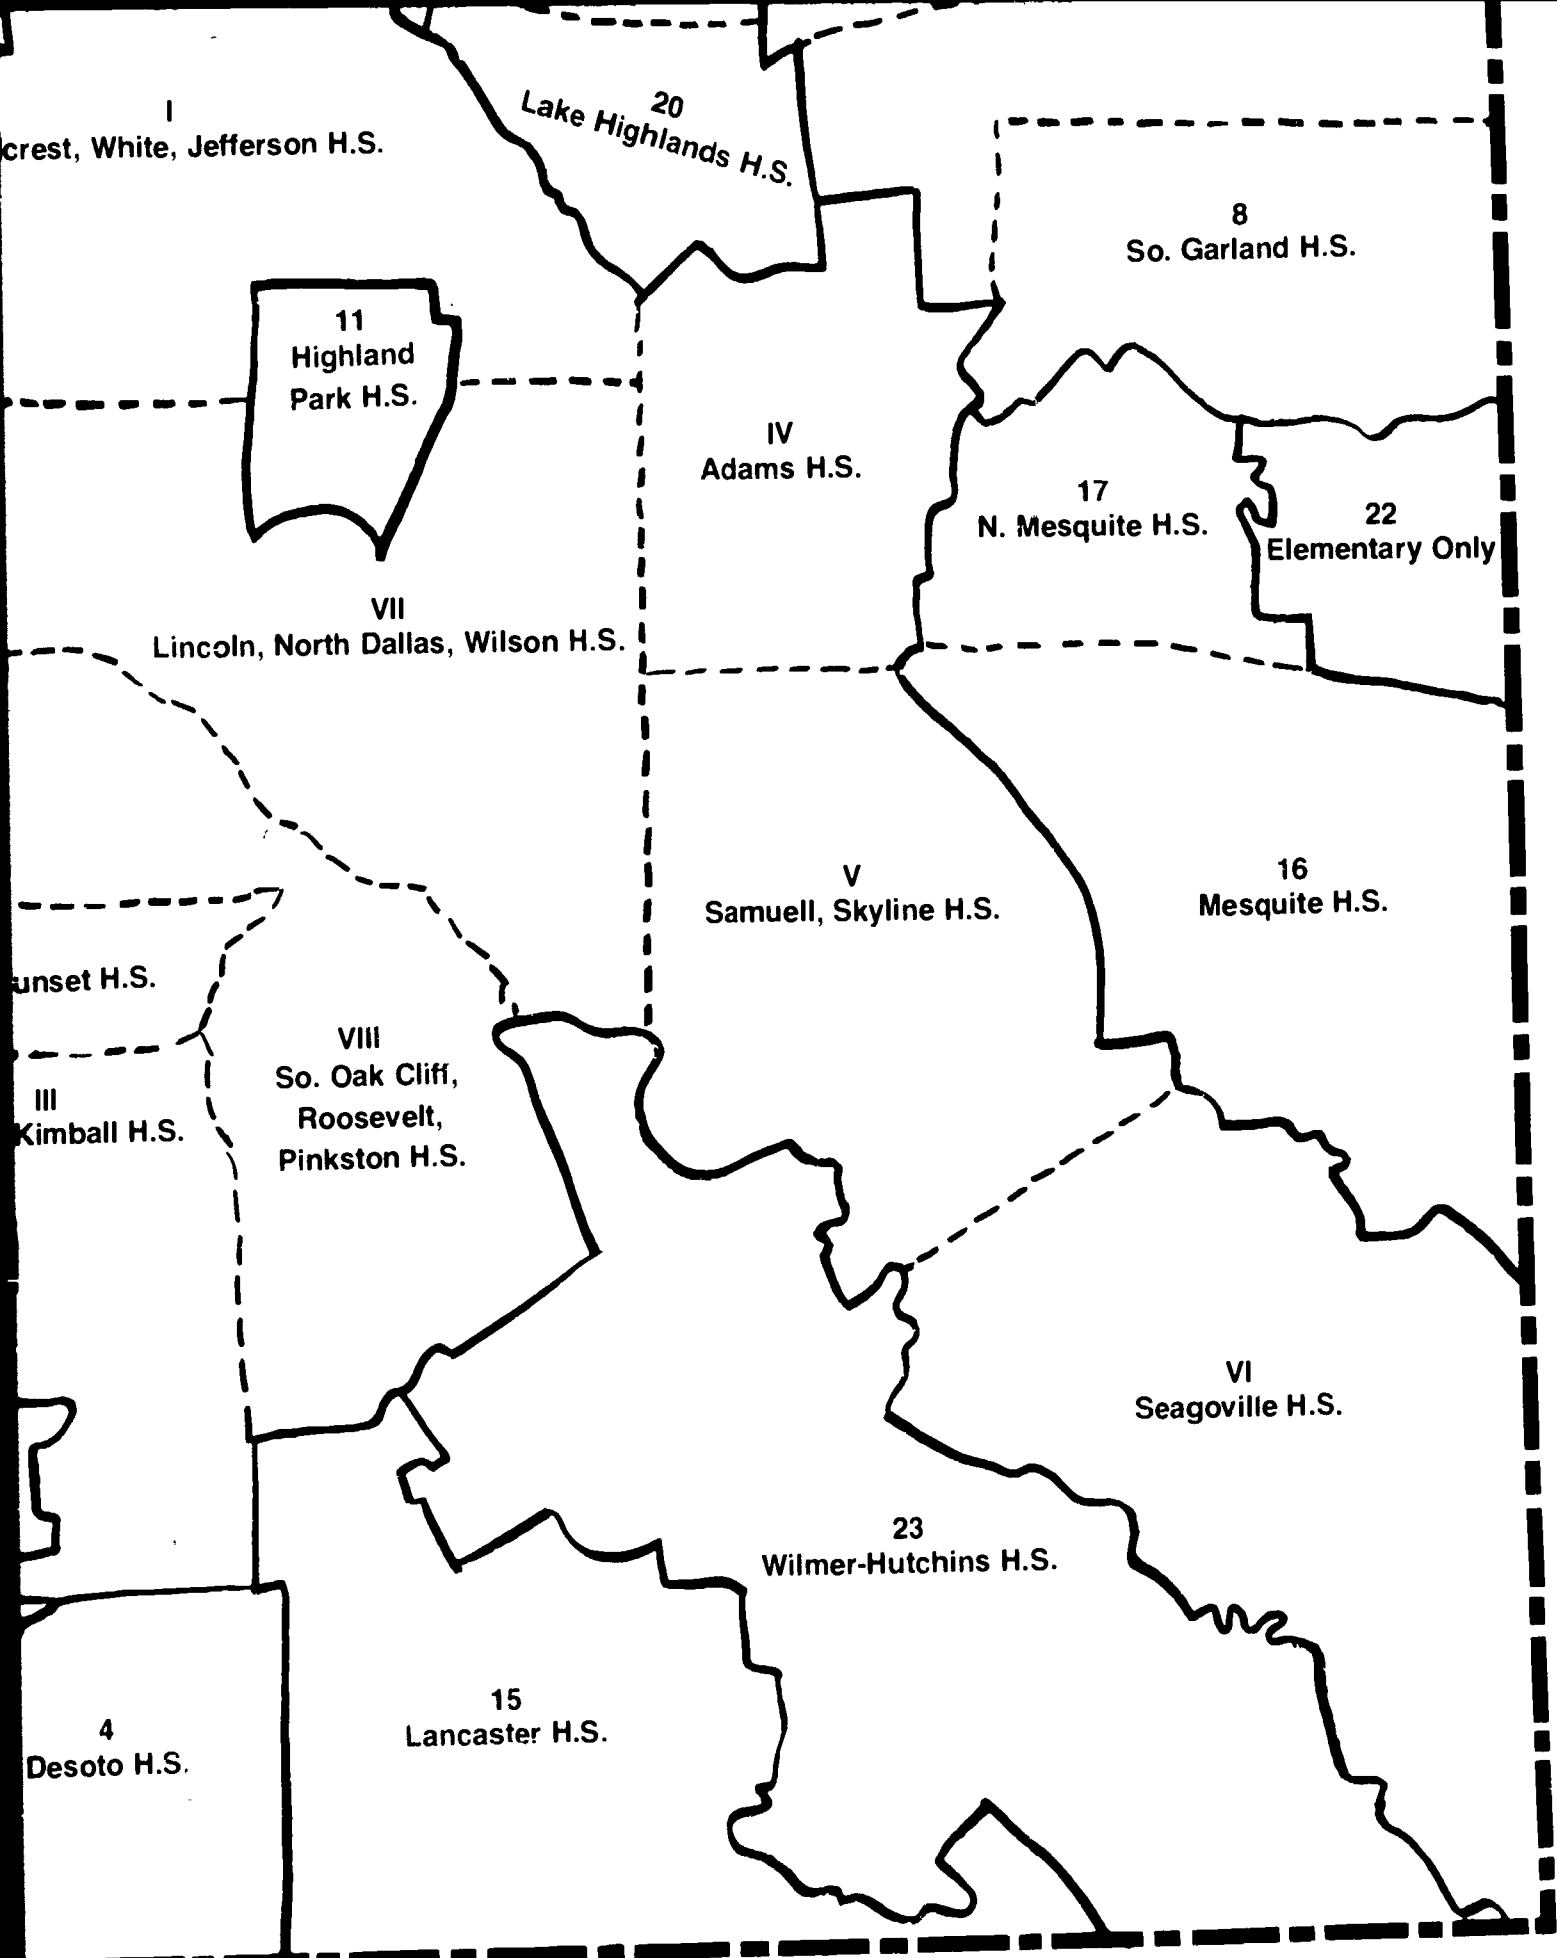 I
crest, White, Jefferson H.S.
20
Lake Highlands H.S.
8
So. Garland H.S.
11
Highland
Park H.S.
IV
Adams H.S.
17
N. Mesquite H.S.
22
Elementary Only
VII
Lincoln, North Dallas, Wilson H.S.
V
Samuell, Skyline H.S.
16
Mesquite H.S.
unset H.S.
VIII
So. Oak Cliff,
Roosevelt,
Pinkston H.S.
III
Kimball H.S.
VI
Seagoville H.S.
23
Wilmer-Hutchins H.S.
15
Lancaster H.S.
4
Desoto H.S.